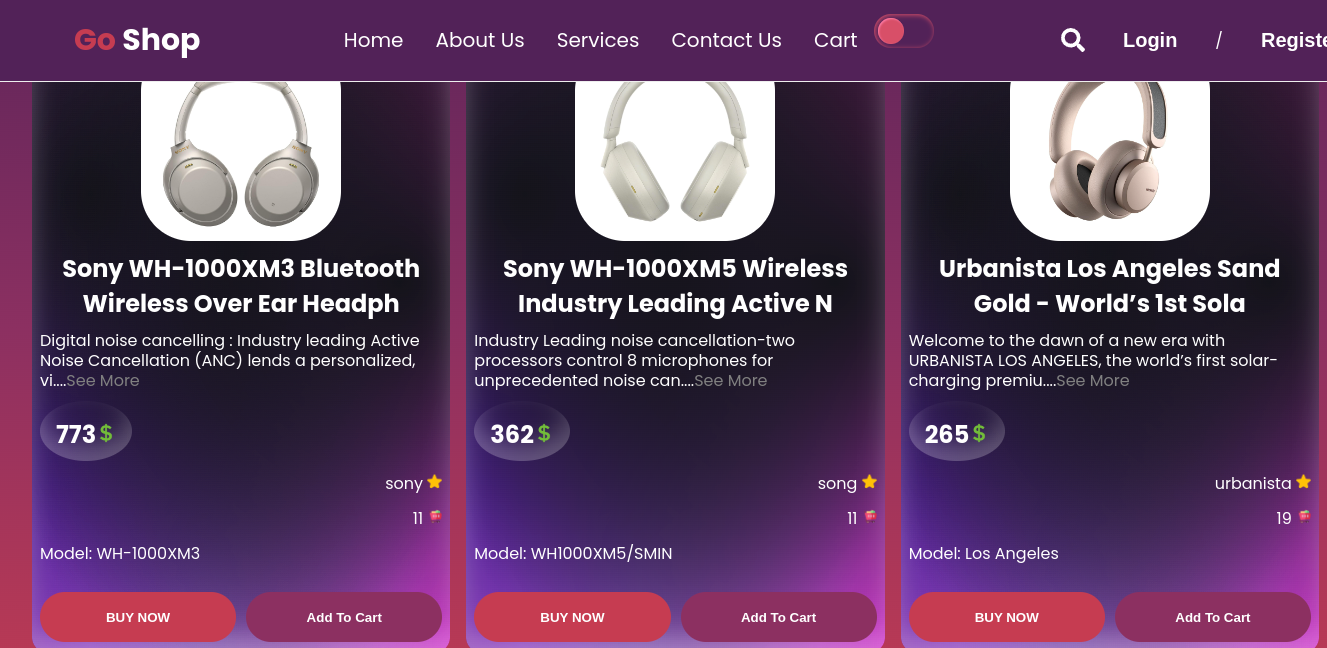 Go Shop Home About Us Services Contact Us Cart Login / Registe
Sony WH-1000XM3 Bluetooth
Wireless Over Ear Headph
Digital noise cancelling : Industry leading Active
Noise Cancellation (ANC) lends a personalized,
vi....See More
773$
sony
11
Model: WH-1000XM3
BUY NOW Add To Cart
Sony WH-1000XM5 Wireless
Industry Leading Active N
Industry Leading noise cancellation-two
processors control 8 microphones for
unprecedented noise can....See More
362$
song
11
Model: WH1000XM5/SMIN
BUY NOW Add To Cart
Urbanista Los Angeles Sand
Gold - World’s 1st Sola
Welcome to the dawn of a new era with
URBANISTA LOS ANGELES, the world’s first solar-
charging premiu....See More
265$
urbanista
19
Model: Los Angeles
BUY NOW Add To Cart